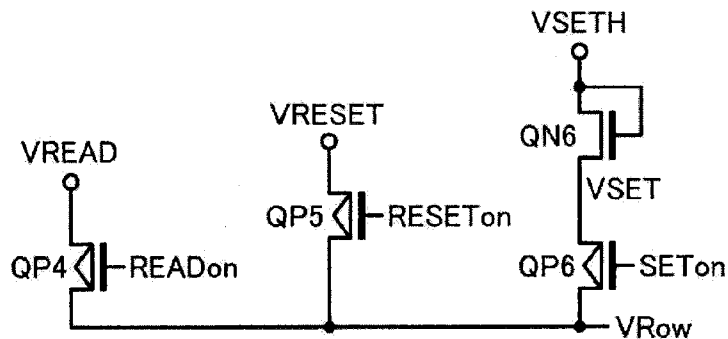 VSETH
VRESET
QN6
VREAD
VSET
QP5
RESETon
QP4
READon
QP6
SETon
VRow